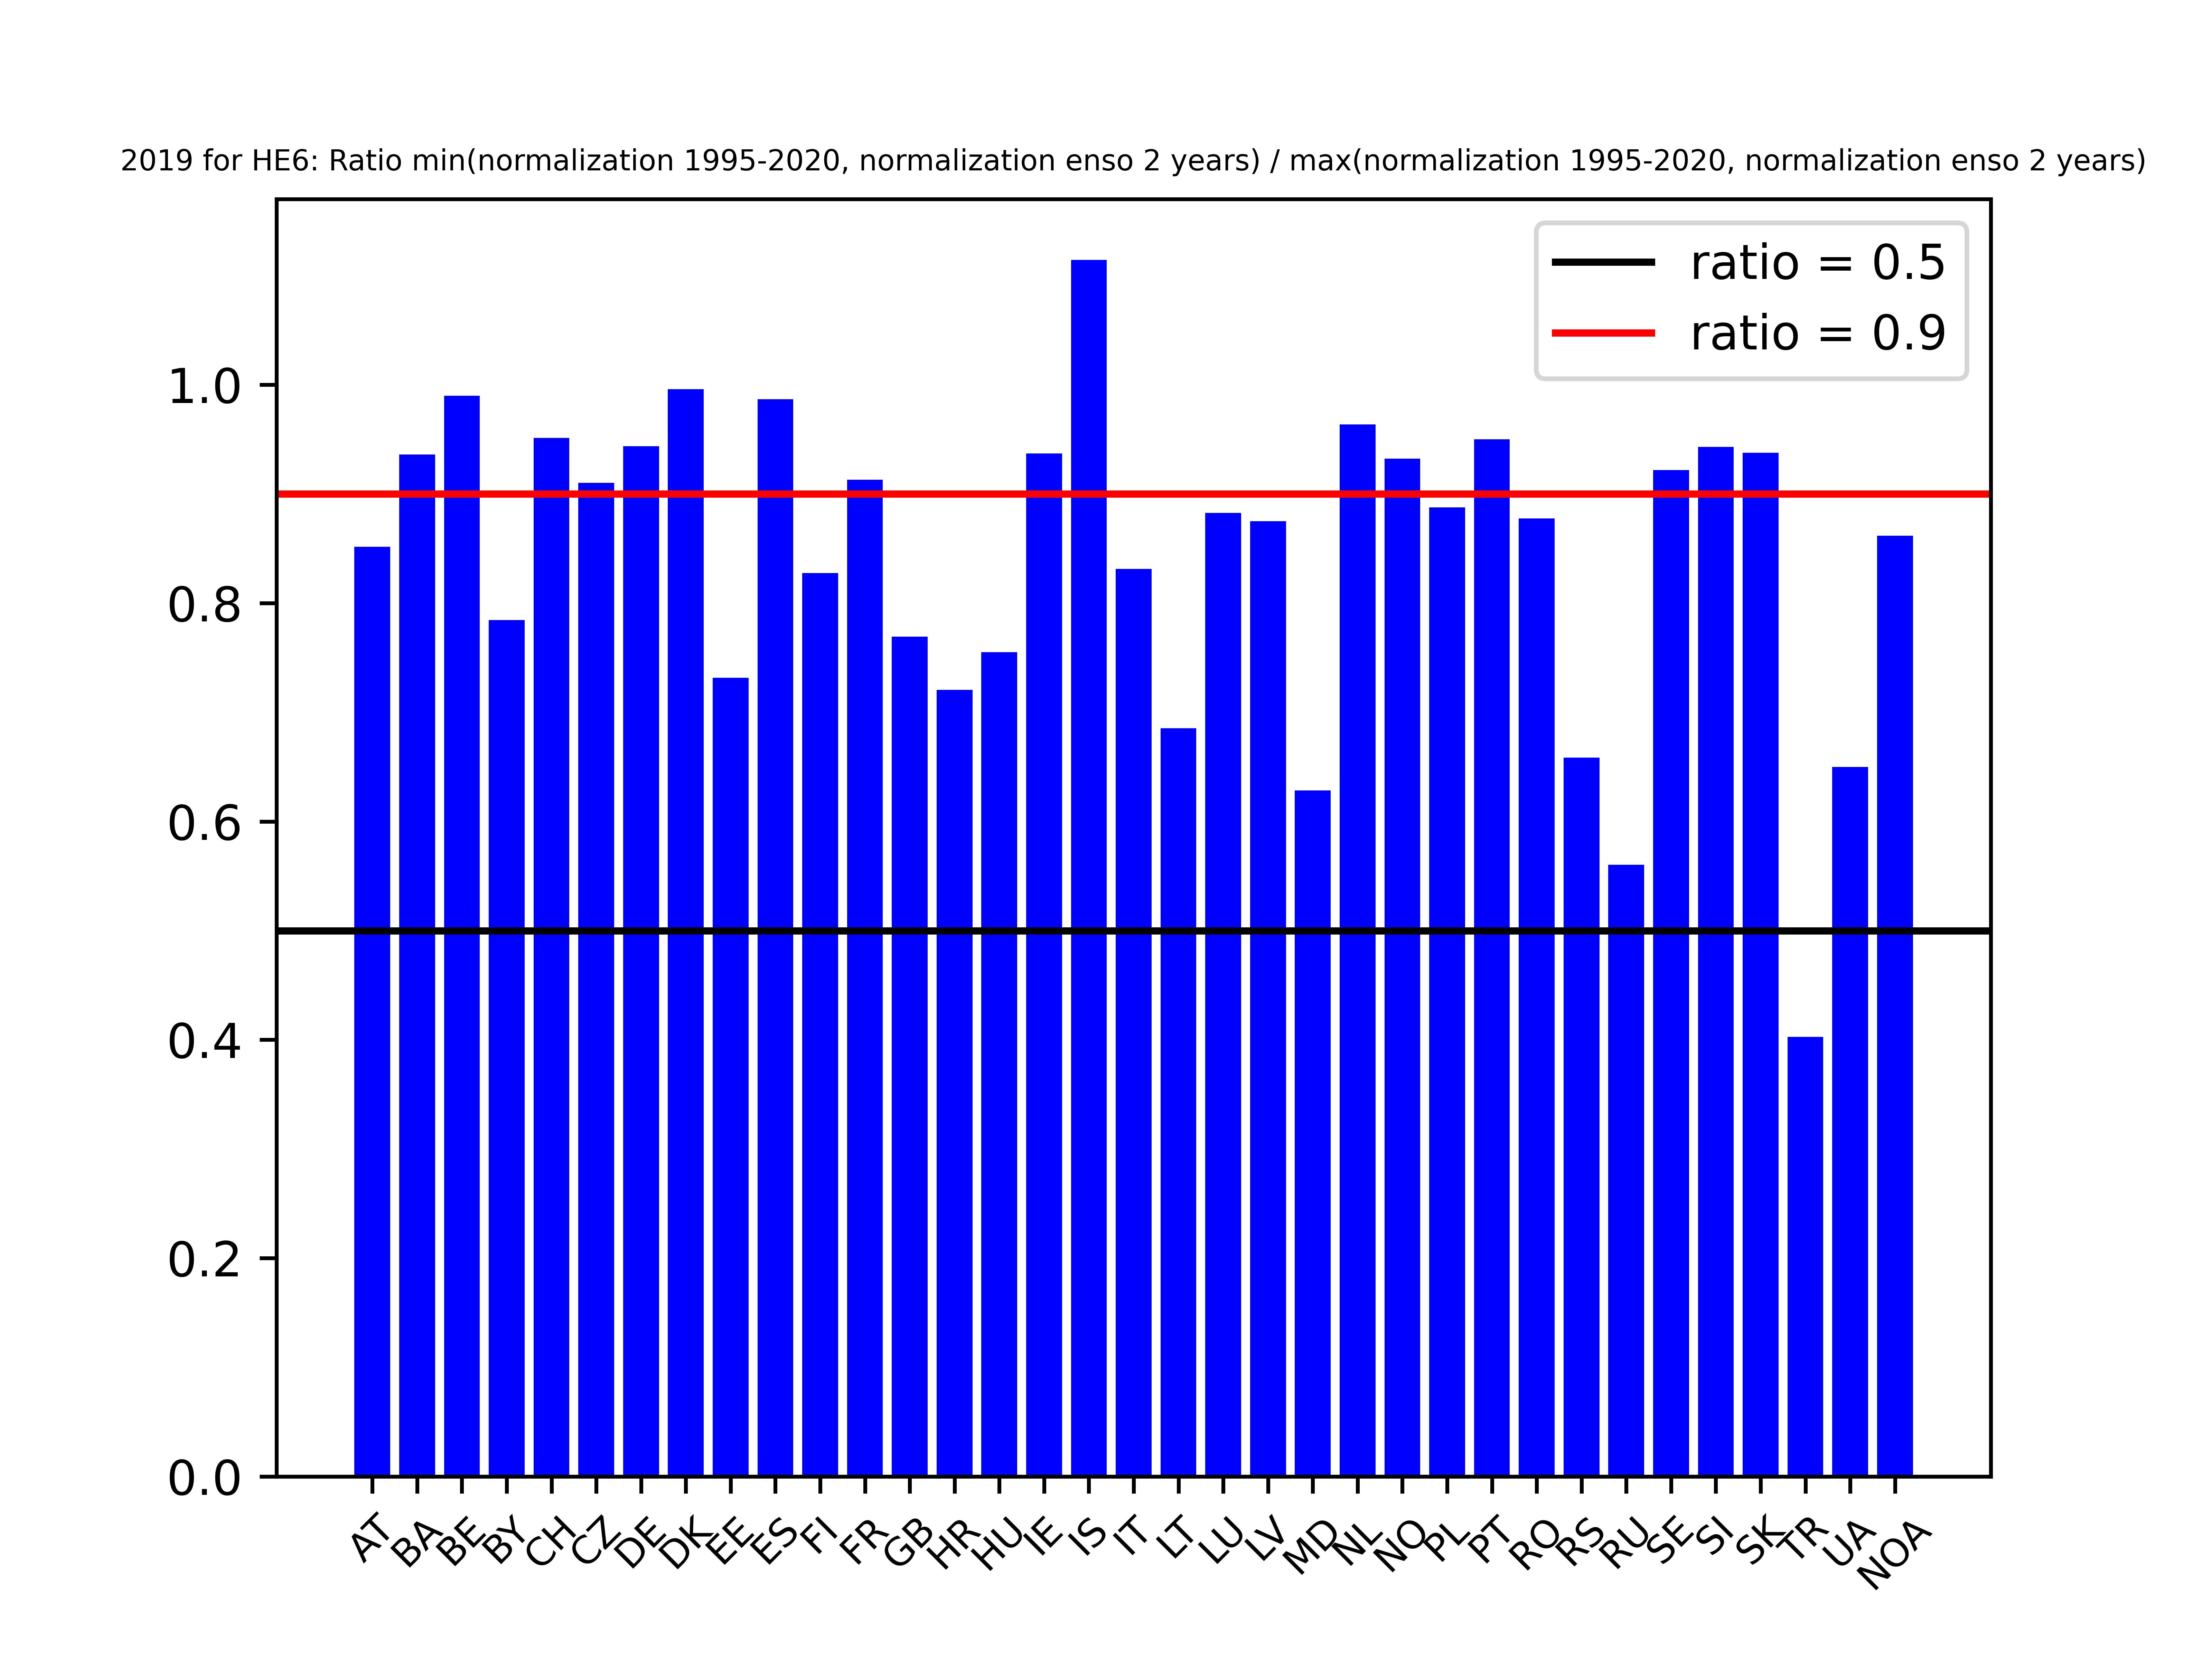 2019 for HE6: Ratio min(normalization 1995-2020, normalization enso 2 years) / max(normalization 1995-2020, normalization enso 2 years)
ratio = 0.5
ratio = 0.9
1.0
0.8
0.6
0.4
0.2
0.0
AT BA BE BY CH CZ DE DK EE ES FI FR GB HR HU IE IS IT LT LU LV MD NL NO PL PT RO RS RU SE SI SK TR UA NOA